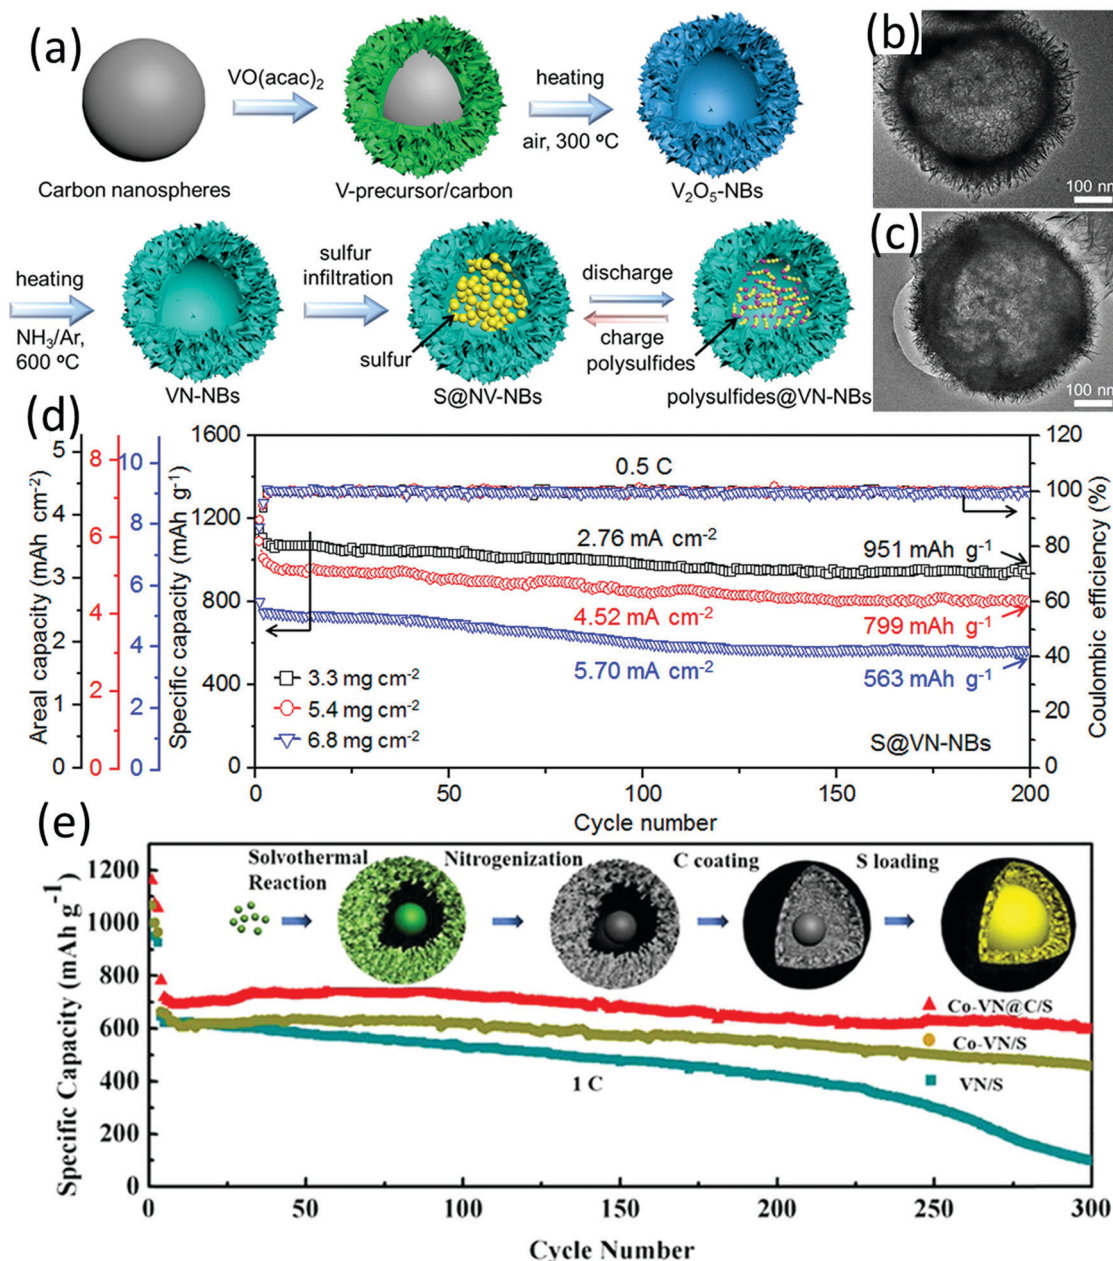 (a)
VO(acac)₂
heating
air, 300 ºC
Carbon nanospheres
V-precursor/carbon
V₂O₅-NBs
(b)
100 nm
heating
NH₃/Ar,
600 ºC
sulfur
infiltration
discharge
charge
polysulfides
sulfur
VN-NBs
S@NV-NBs
polysulfides@VN-NBs
(c)
100 nm
(d)
Areal capacity (mAh cm⁻²)
5
4
3
2
1
0
8
6
4
2
0
10
8
6
4
2
0
Specific capacity (mAh g⁻¹)
1600
1200
800
400
0
0.5 C
2.76 mA cm⁻²
951 mAh g⁻¹
4.52 mA cm⁻²
799 mAh g⁻¹
5.70 mA cm⁻²
563 mAh g⁻¹
3.3 mg cm⁻²
5.4 mg cm⁻²
6.8 mg cm⁻²
S@VN-NBs
120
100
80
60
40
20
0
Coulombic efficiency (%)
0 50 100 150 200
Cycle number
(e)
Specific Capacity (mAh g⁻¹)
1200
1000
800
600
400
200
0
Solvothermal
Reaction
Nitrogenization
C coating
S loading
Co-VN@C/S
Co-VN/S
VN/S
1 C
0 50 100 150 200 250 300
Cycle Number